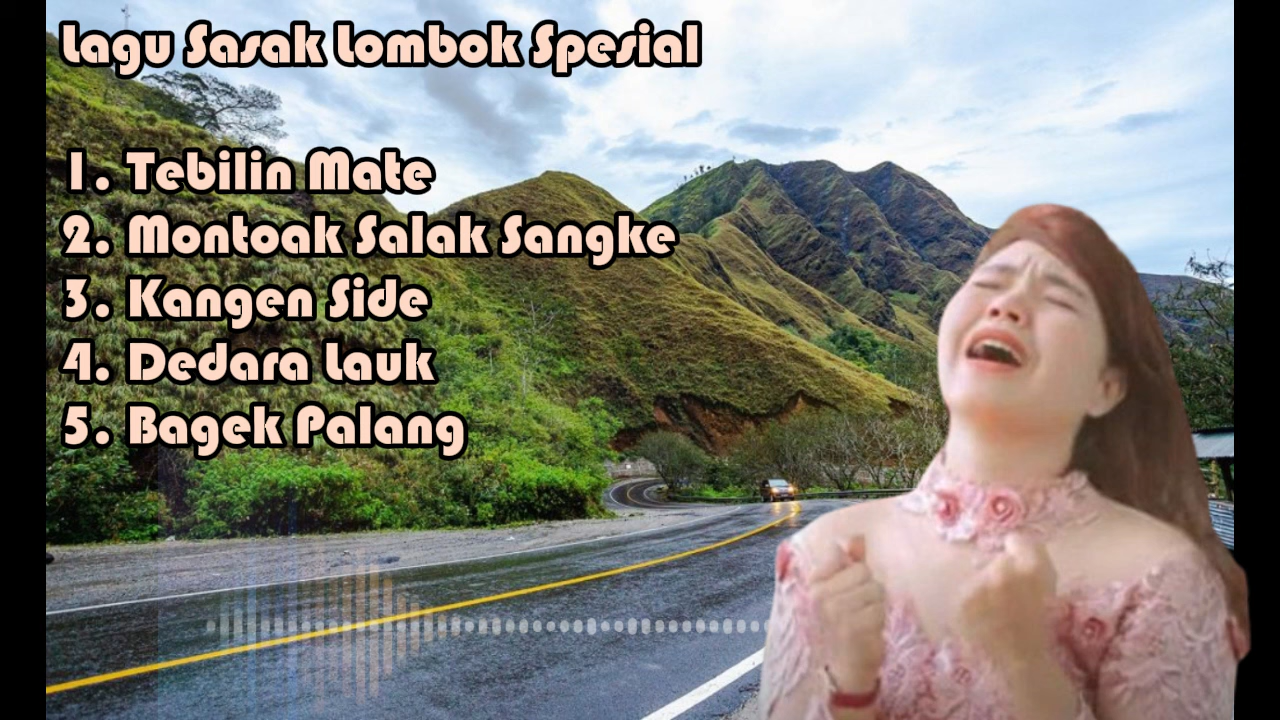 Lagu Sasak Lombok Spesial
1. Tebilin Mate
2. Montoak Salak Sangke
3. Kangen Side
4. Dedara Lauk
5. Bagek Palang